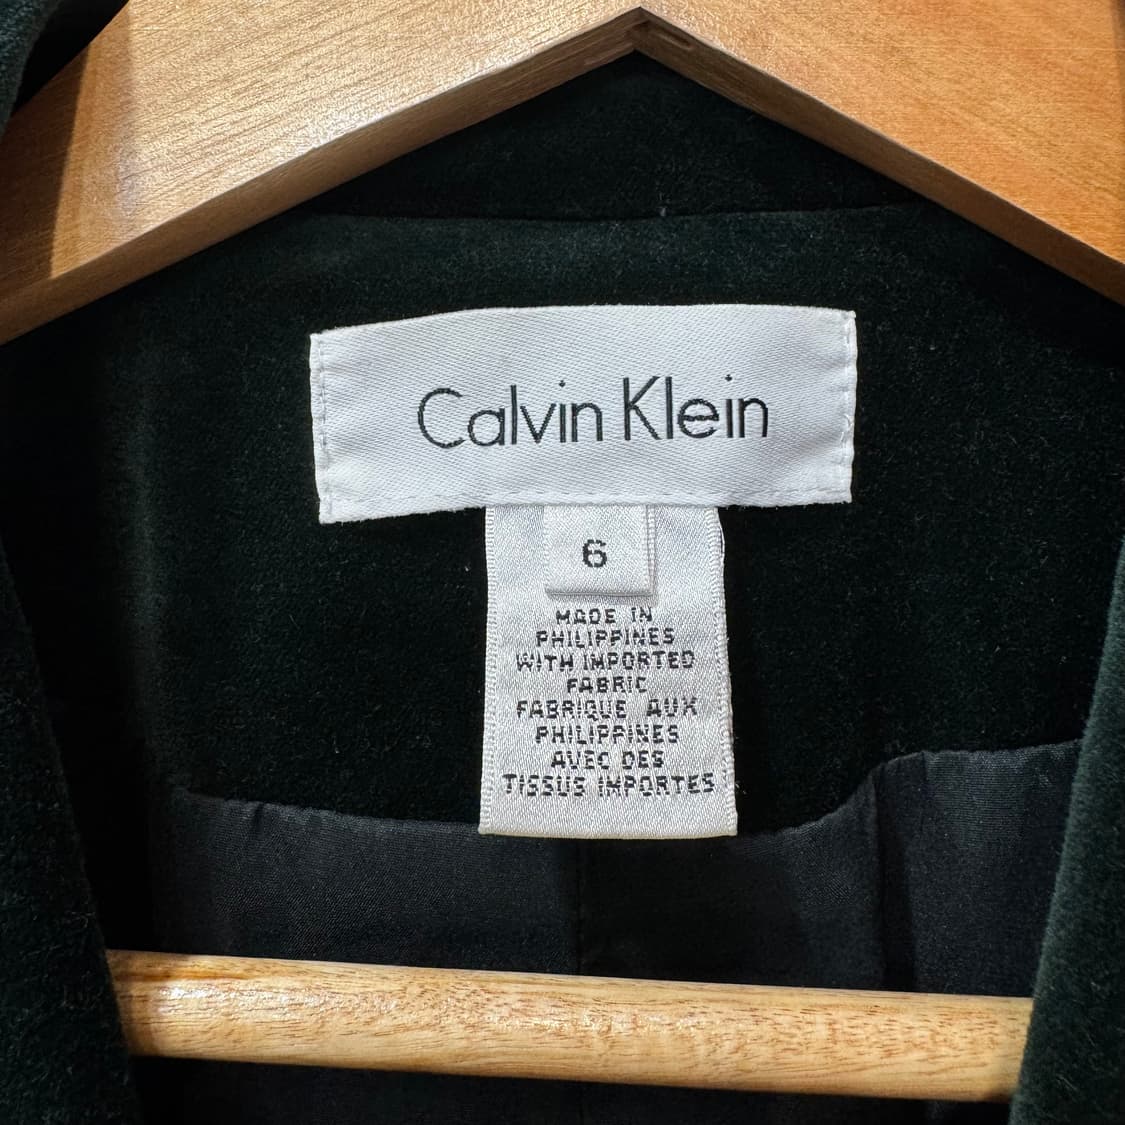 Calvin Klein
6
MADE IN
PHILIPPINES
WITH IMPORTED
FABRIC
FABRIQUE AUX
PHILIPPINES
AVEC DES
TISSUS IMPORTES